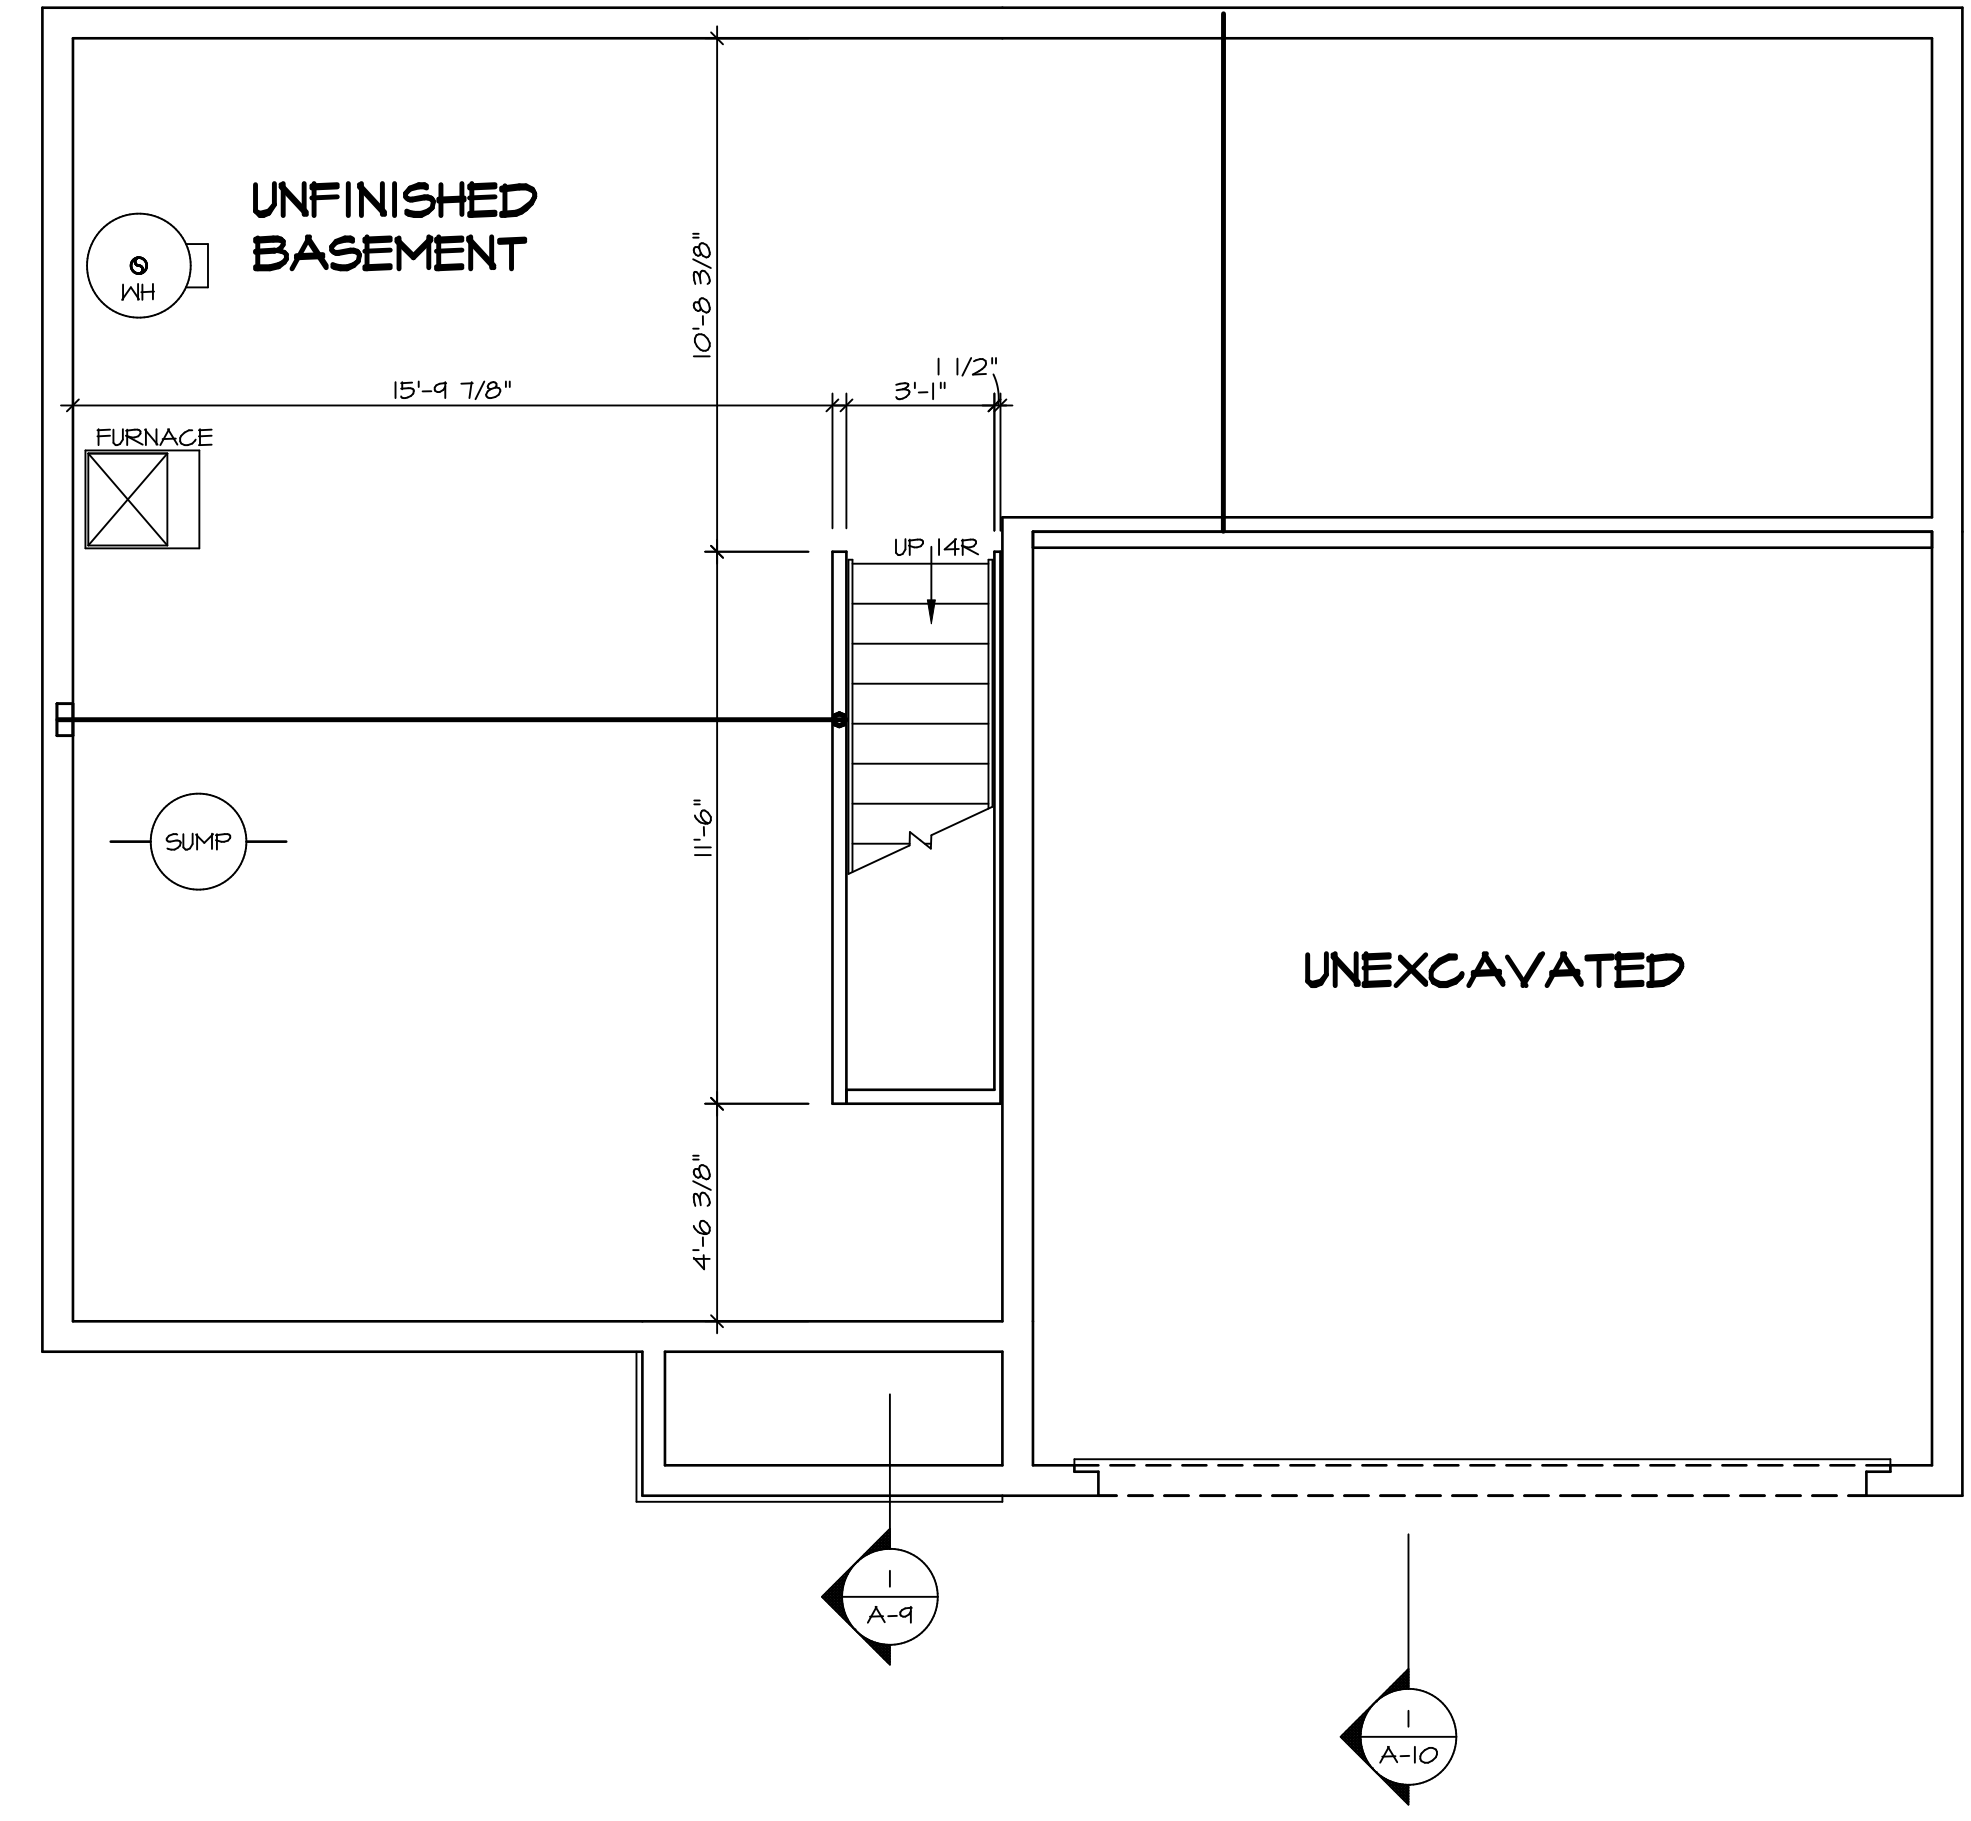 UNFINISHED
BASEMENT
WH
10'-8 3/8"
1 1/2"
15'-9 7/8"
3'-1"
FURNACE
UP 14R
11'-6"
SUMP
UNEXCAVATED
4'-6 3/8"
1
A-9
1
A-10